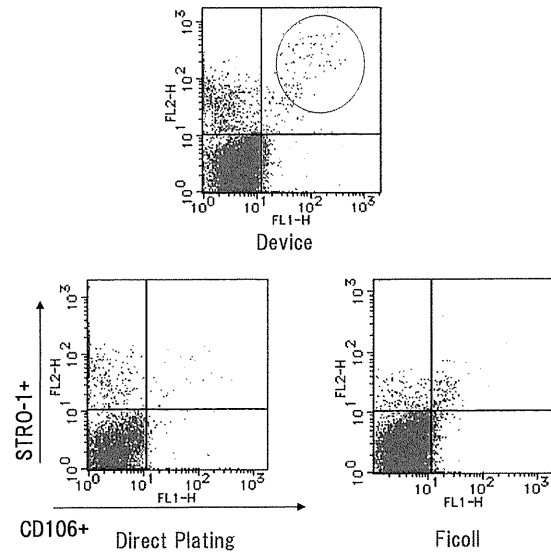 10³
10²
10¹
10⁰
FL2-H
10⁰ 10¹ 10² 10³
FL1-H
Device
STRO-1+
10³
10²
10¹
10⁰
FL2-H
10⁰ 10¹ 10² 10³
FL1-H
CD106+
Direct Plating
10³
10²
10¹
10⁰
FL2-H
10¹ 10² 10³
FL1-H
Ficoll